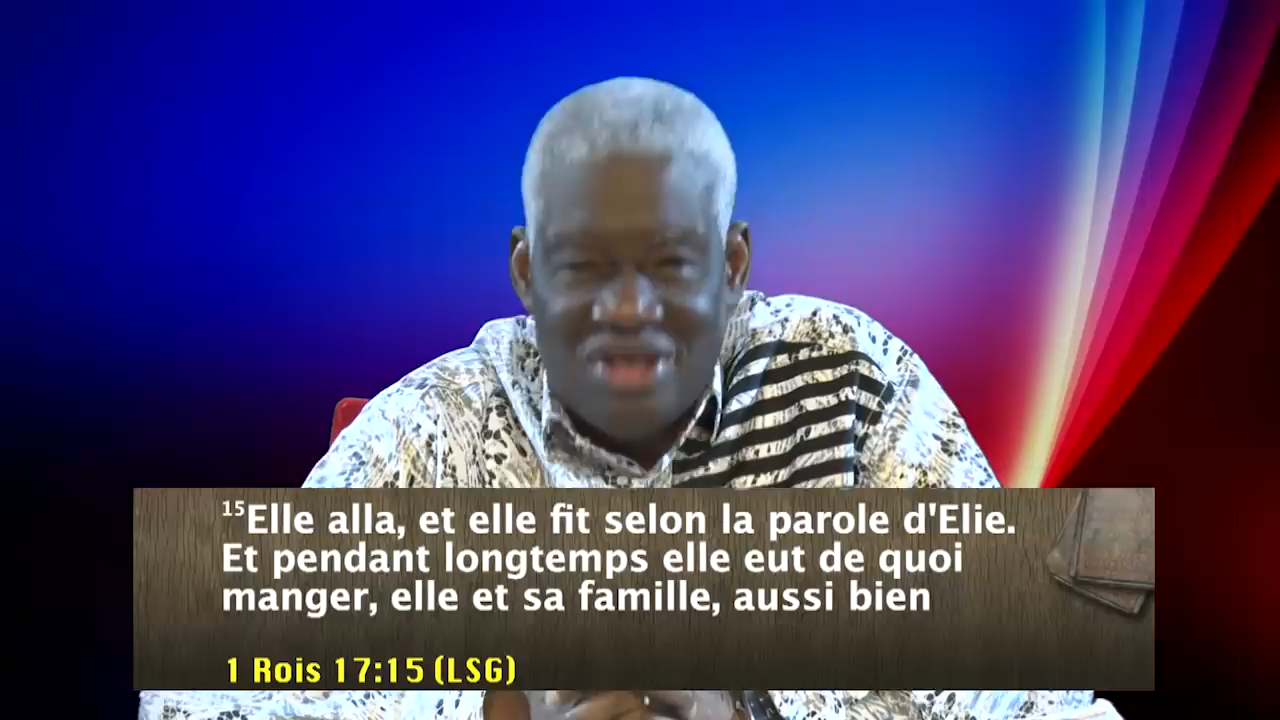 15Elle alla, et elle fit selon la parole d'Elie.
Et pendant longtemps elle eut de quoi
manger, elle et sa famille, aussi bien
1 Rois 17:15 (LSG)